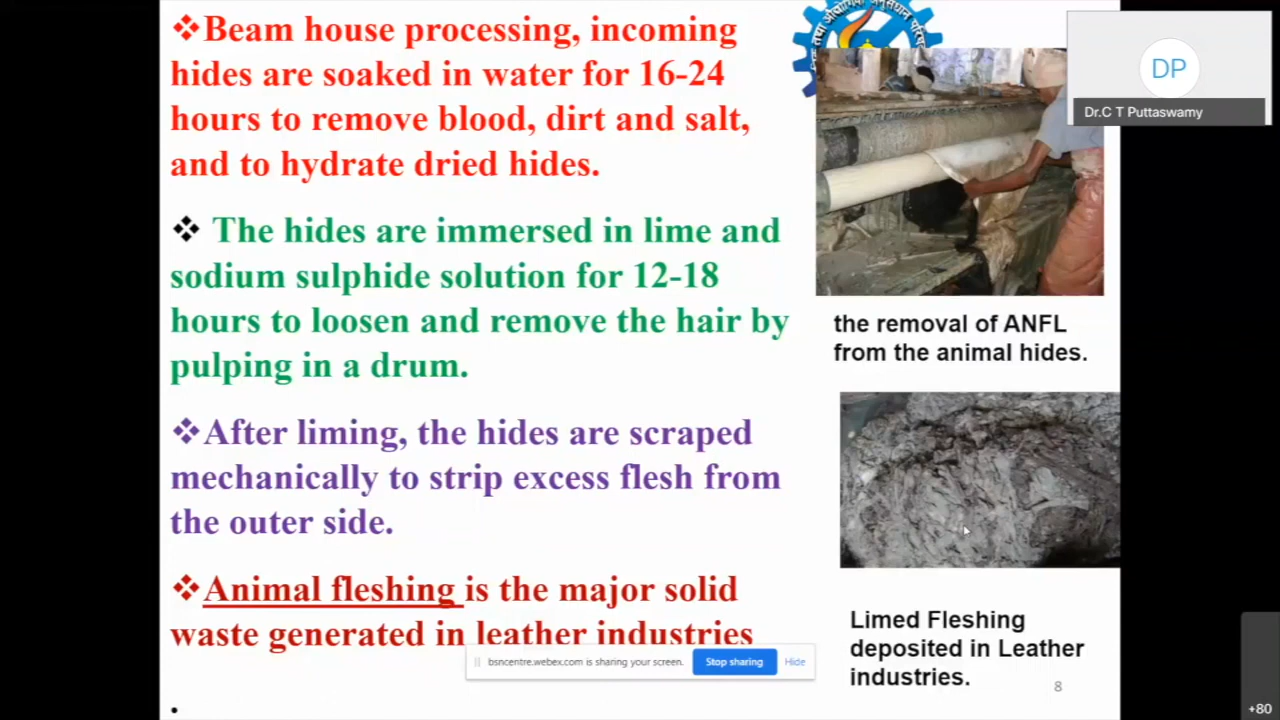 ❖Beam house processing, incoming
hides are soaked in water for 16-24
hours to remove blood, dirt and salt,
and to hydrate dried hides.
❖ The hides are immersed in lime and
sodium sulphide solution for 12-18
hours to loosen and remove the hair by
pulping in a drum.
❖After liming, the hides are scraped
mechanically to strip excess flesh from
the outer side.
❖Animal fleshing is the major solid
waste generated in leather industries
.
DP
Dr.C T Puttaswamy
the removal of ANFL
from the animal hides.
Limed Fleshing
deposited in Leather
industries.
8
bsncentre.webex.com is sharing your screen.
Stop sharing
Hide
+80